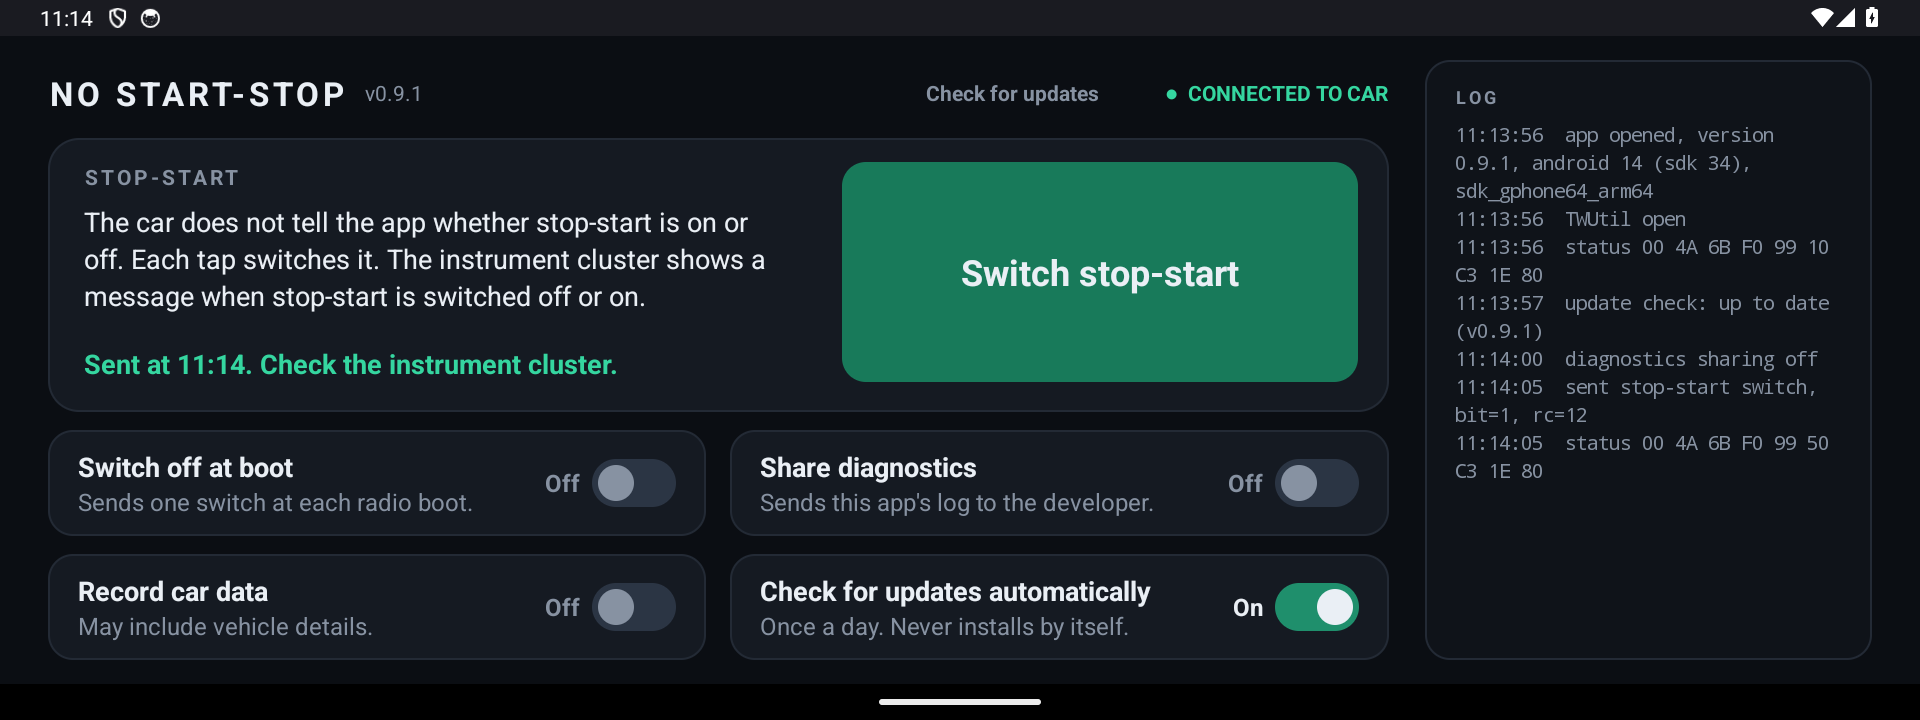 11:14
NO START-STOP v0.9.1
Check for updates
CONNECTED TO CAR
STOP-START
The car does not tell the app whether stop-start is on or
off. Each tap switches it. The instrument cluster shows a
message when stop-start is switched off or on.
Sent at 11:14. Check the instrument cluster.
Switch stop-start
Switch off at boot
Sends one switch at each radio boot.
Off
Share diagnostics
Sends this app's log to the developer.
Off
Record car data
May include vehicle details.
Off
Check for updates automatically
Once a day. Never installs by itself.
On
LOG
11:13:56 app opened, version
0.9.1, android 14 (sdk 34),
sdk_gphone64_arm64
11:13:56 TWUtil open
11:13:56 status 00 4A 6B F0 99 10
C3 1E 80
11:13:57 update check: up to date
(v0.9.1)
11:14:00 diagnostics sharing off
11:14:05 sent stop-start switch,
bit=1, rc=12
11:14:05 status 00 4A 6B F0 99 50
C3 1E 80